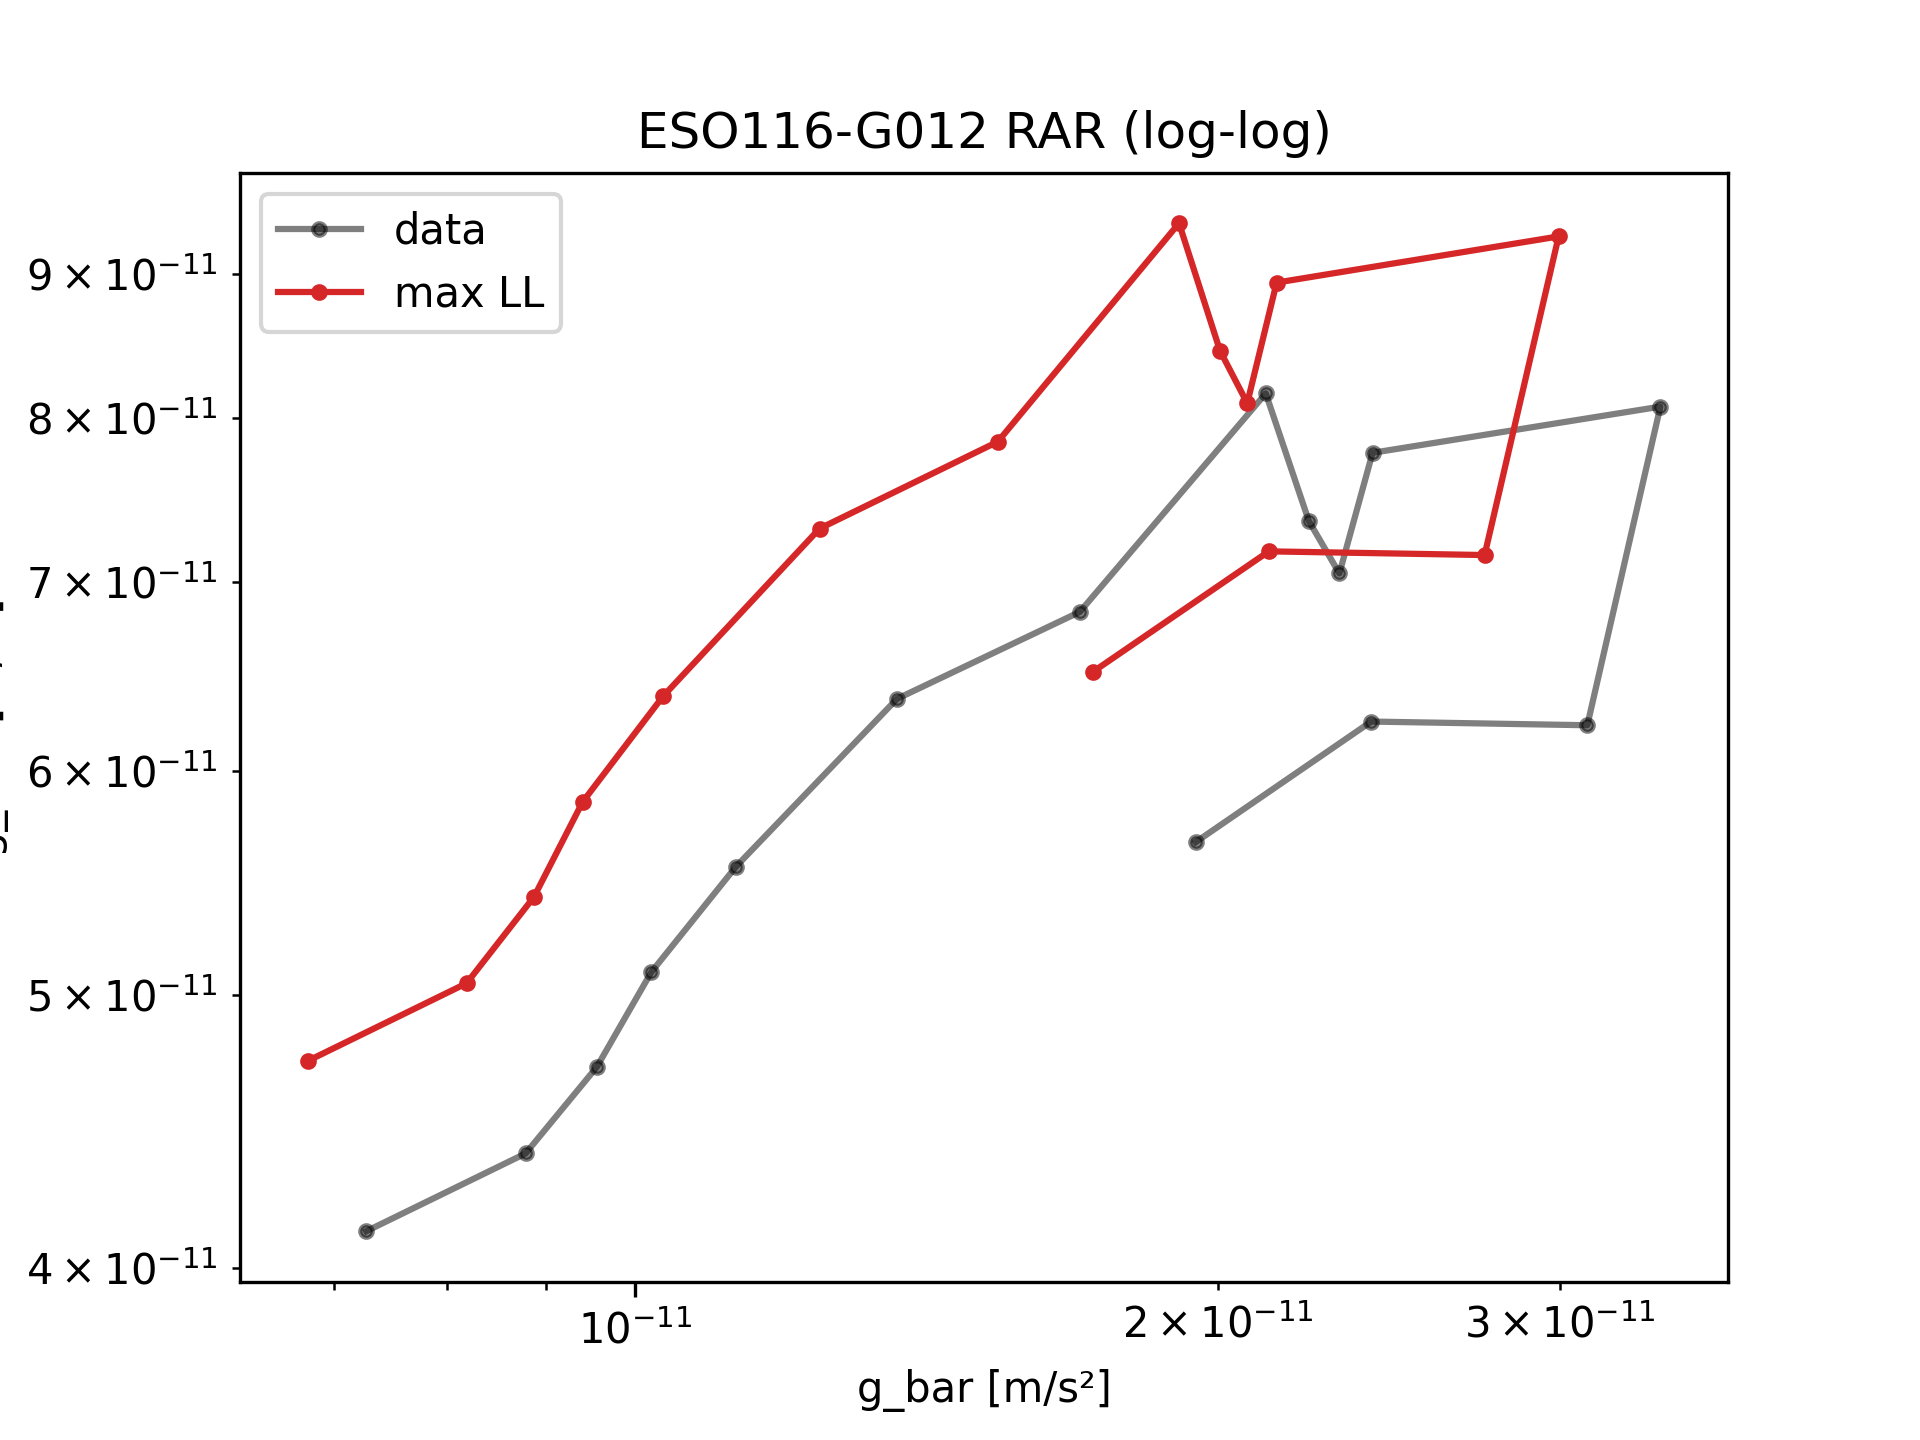 ESO116-G012 RAR (log-log)
data
max LL
9 × 10⁻¹¹
8 × 10⁻¹¹
7 × 10⁻¹¹
6 × 10⁻¹¹
5 × 10⁻¹¹
4 × 10⁻¹¹
10⁻¹¹
2 × 10⁻¹¹
3 × 10⁻¹¹
g_bar [m/s²]